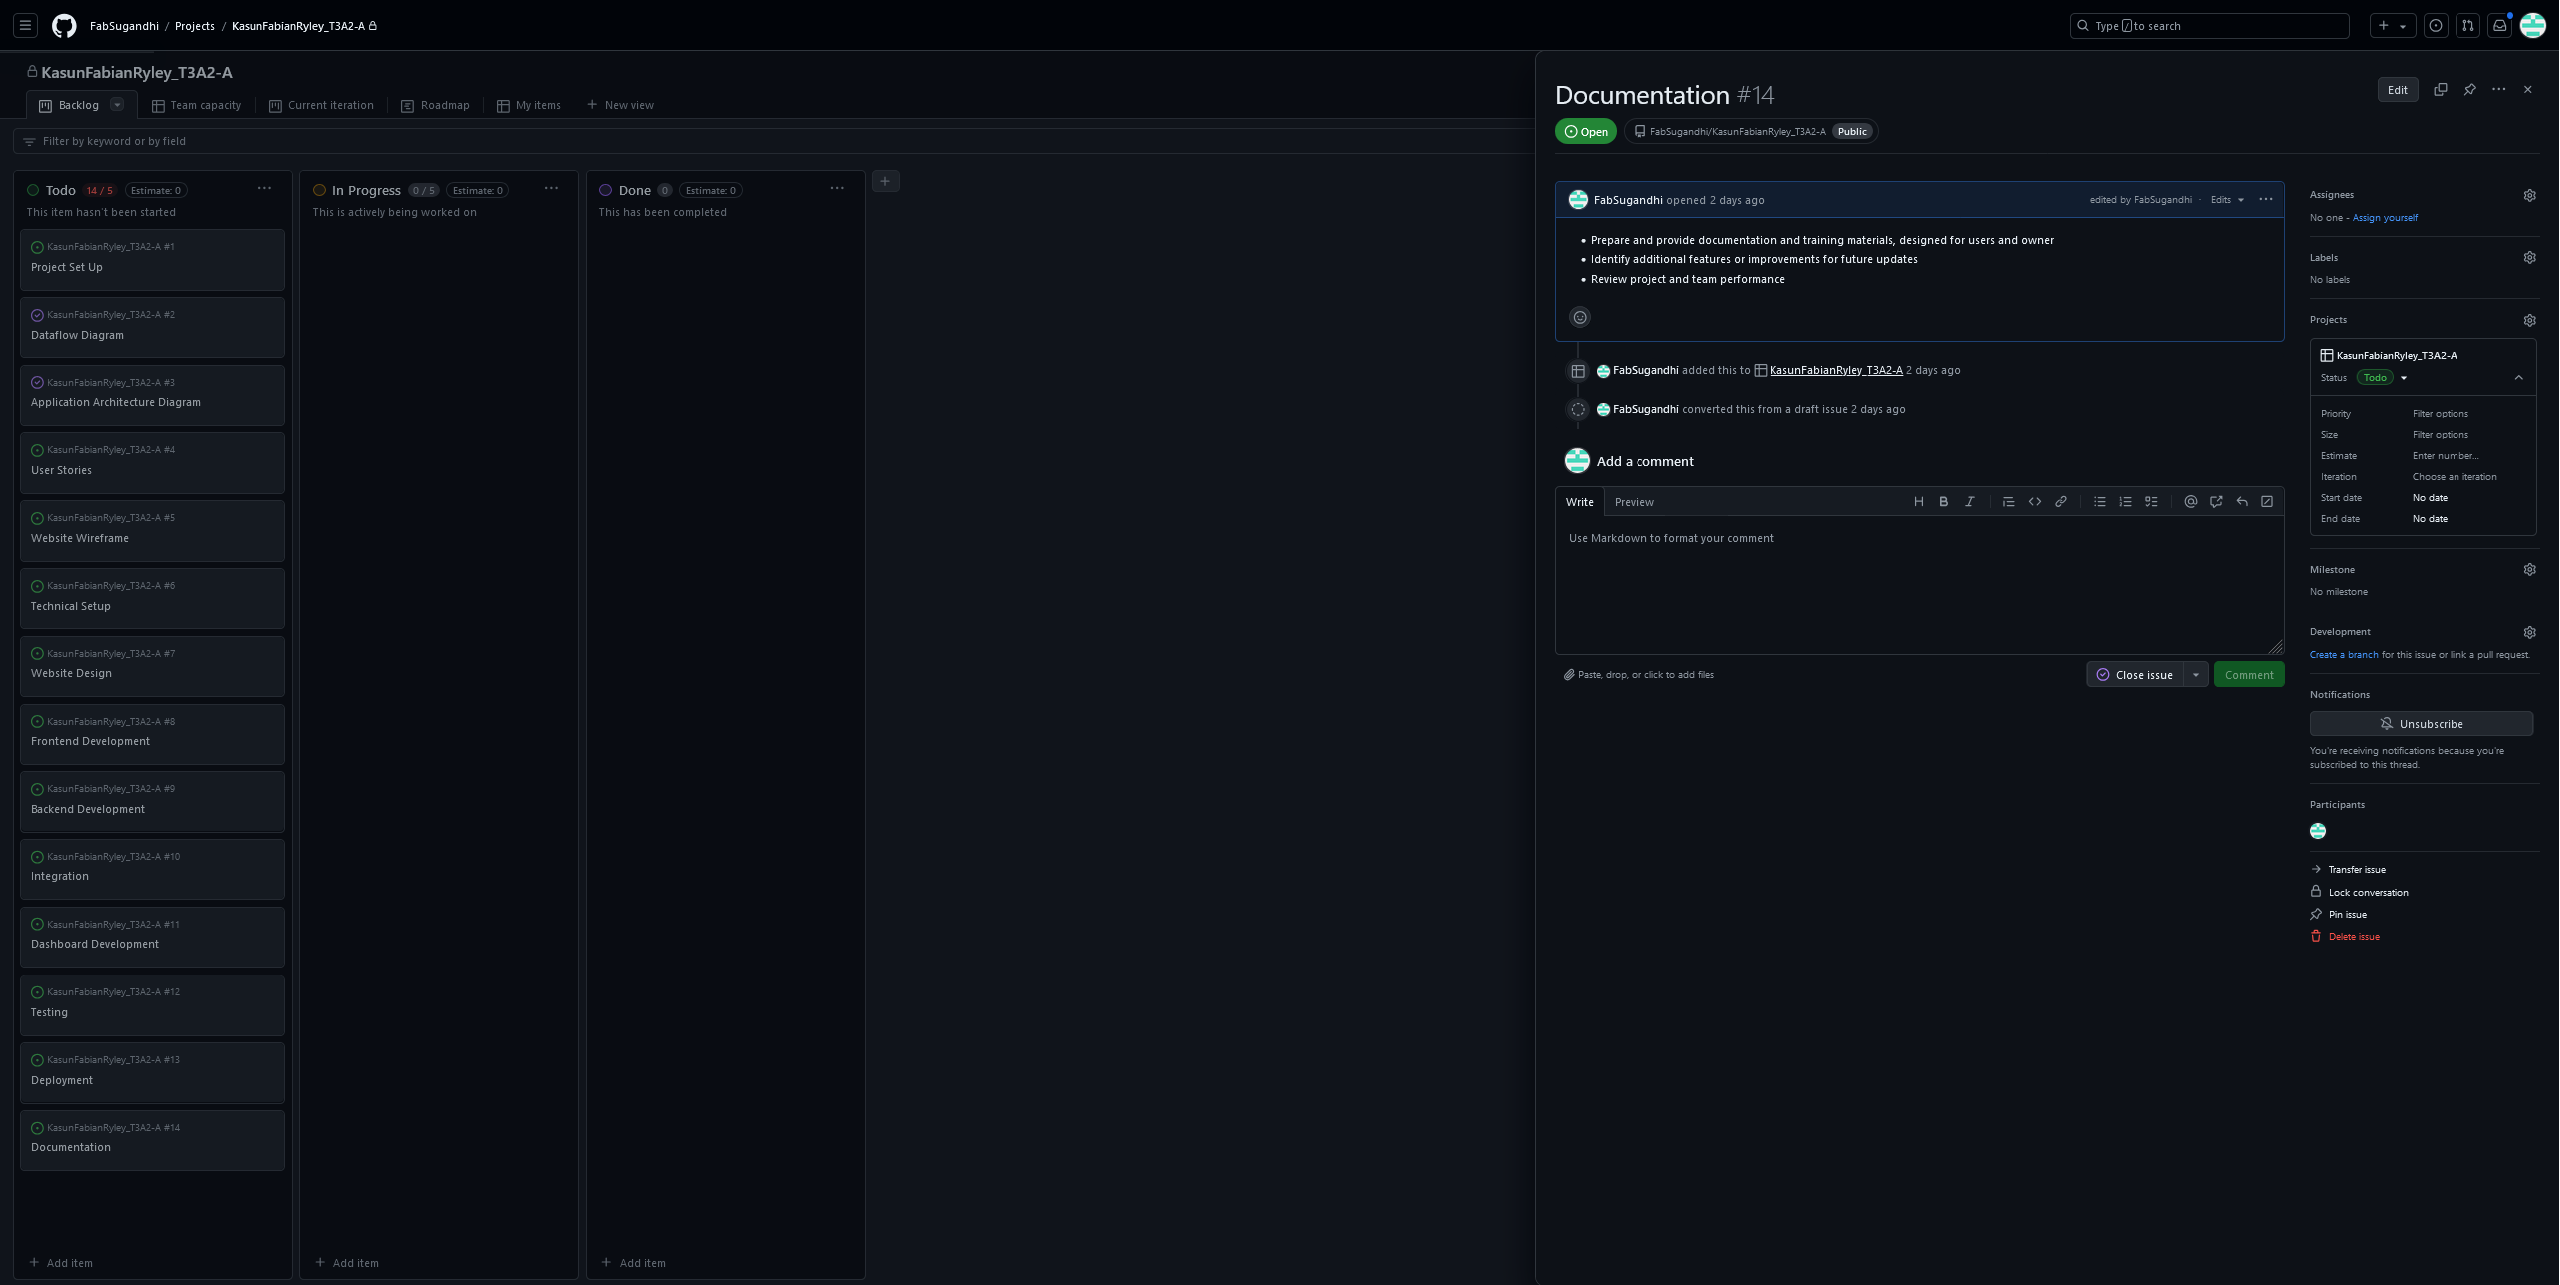 FabSugandhi / Projects / KasunFabianRyley_T3A2-A
Type / to search
KasunFabianRyley_T3A2-A
Backlog
Team capacity
Current iteration
Roadmap
My items
New view
Filter by keyword or by field
Todo 14 / 5 Estimate: 0
This item hasn't been started
KasunFabianRyley_T3A2-A #1
Project Set Up
KasunFabianRyley_T3A2-A #2
Dataflow Diagram
KasunFabianRyley_T3A2-A #3
Application Architecture Diagram
KasunFabianRyley_T3A2-A #4
User Stories
KasunFabianRyley_T3A2-A #5
Website Wireframe
KasunFabianRyley_T3A2-A #6
Technical Setup
KasunFabianRyley_T3A2-A #7
Website Design
KasunFabianRyley_T3A2-A #8
Frontend Development
KasunFabianRyley_T3A2-A #9
Backend Development
KasunFabianRyley_T3A2-A #10
Integration
KasunFabianRyley_T3A2-A #11
Dashboard Development
KasunFabianRyley_T3A2-A #12
Testing
KasunFabianRyley_T3A2-A #13
Deployment
KasunFabianRyley_T3A2-A #14
Documentation
+ Add item
In Progress 0 / 5 Estimate: 0
This is actively being worked on
+ Add item
Done 0 Estimate: 0
This has been completed
+ Add item
Documentation #14
Edit
Open
FabSugandhi/KasunFabianRyley_T3A2-A Public
FabSugandhi opened 2 days ago
edited by FabSugandhi · Edits
• Prepare and provide documentation and training materials, designed for users and owner
• Identify additional features or improvements for future updates
• Review project and team performance
FabSugandhi added this to KasunFabianRyley_T3A2-A 2 days ago
FabSugandhi converted this from a draft issue 2 days ago
Add a comment
Write
Preview
Use Markdown to format your comment
Paste, drop, or click to add files
Close issue
Comment
Assignees
No one - Assign yourself
Labels
No labels
Projects
KasunFabianRyley_T3A2-A
Status Todo
Priority Filter options
Size Filter options
Estimate Enter number...
Iteration Choose an iteration
Start date No date
End date No date
Milestone
No milestone
Development
Create a branch for this issue or link a pull request.
Notifications
Unsubscribe
You're receiving notifications because you're
subscribed to this thread.
Participants
Transfer issue
Lock conversation
Pin issue
Delete issue